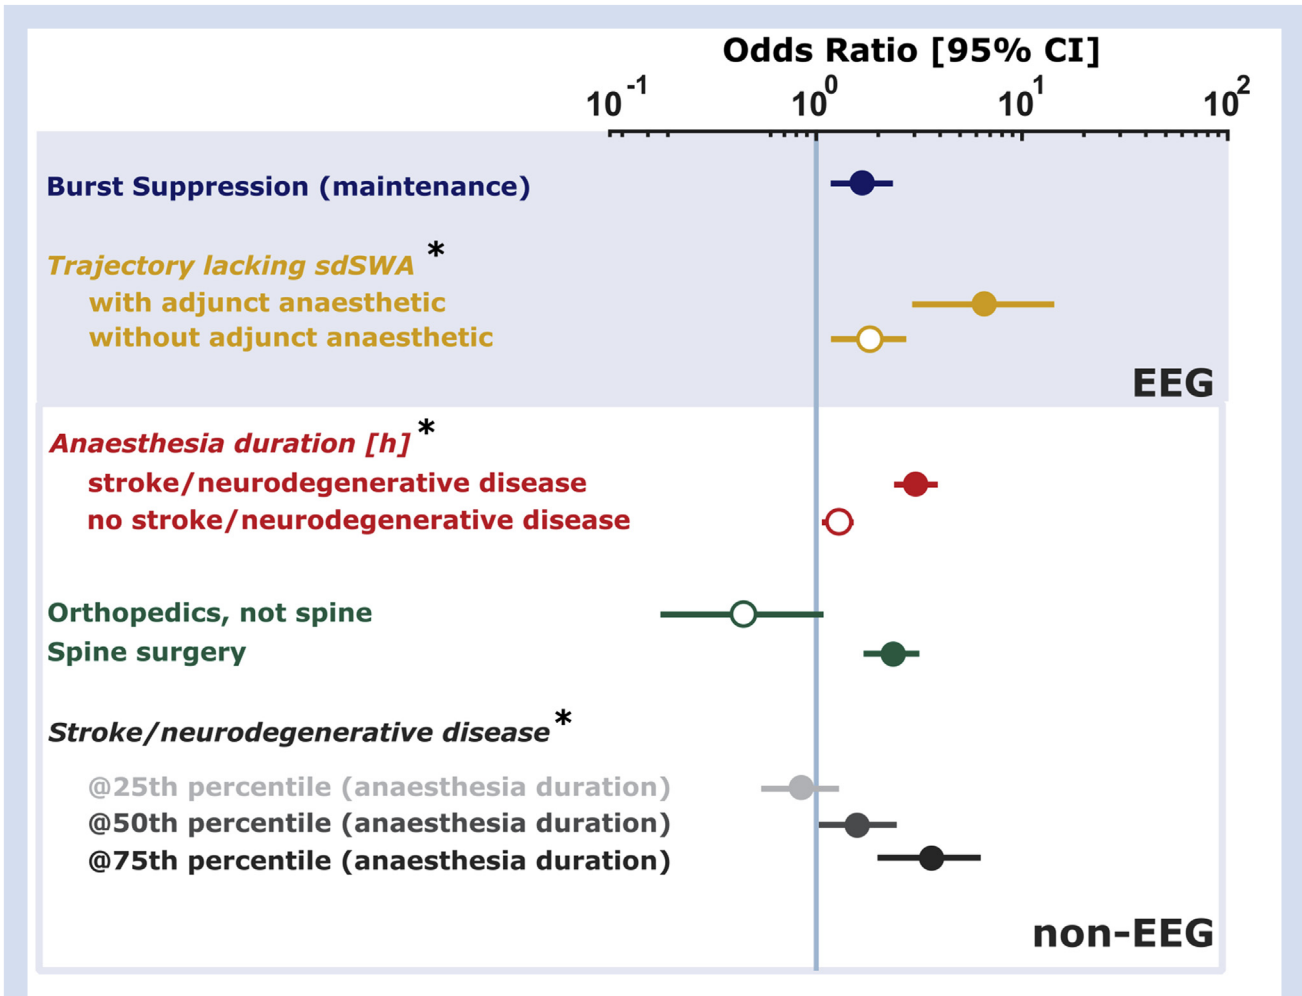 Odds Ratio [95% CI]
10^-1 10^0 10^1 10^2
Burst Suppression (maintenance)
Trajectory lacking sdSWA *
with adjunct anaesthetic
without adjunct anaesthetic
EEG
Anaesthesia duration [h] *
stroke/neurodegenerative disease
no stroke/neurodegenerative disease
Orthopedics, not spine
Spine surgery
Stroke/neurodegenerative disease *
@25th percentile (anaesthesia duration)
@50th percentile (anaesthesia duration)
@75th percentile (anaesthesia duration)
non-EEG